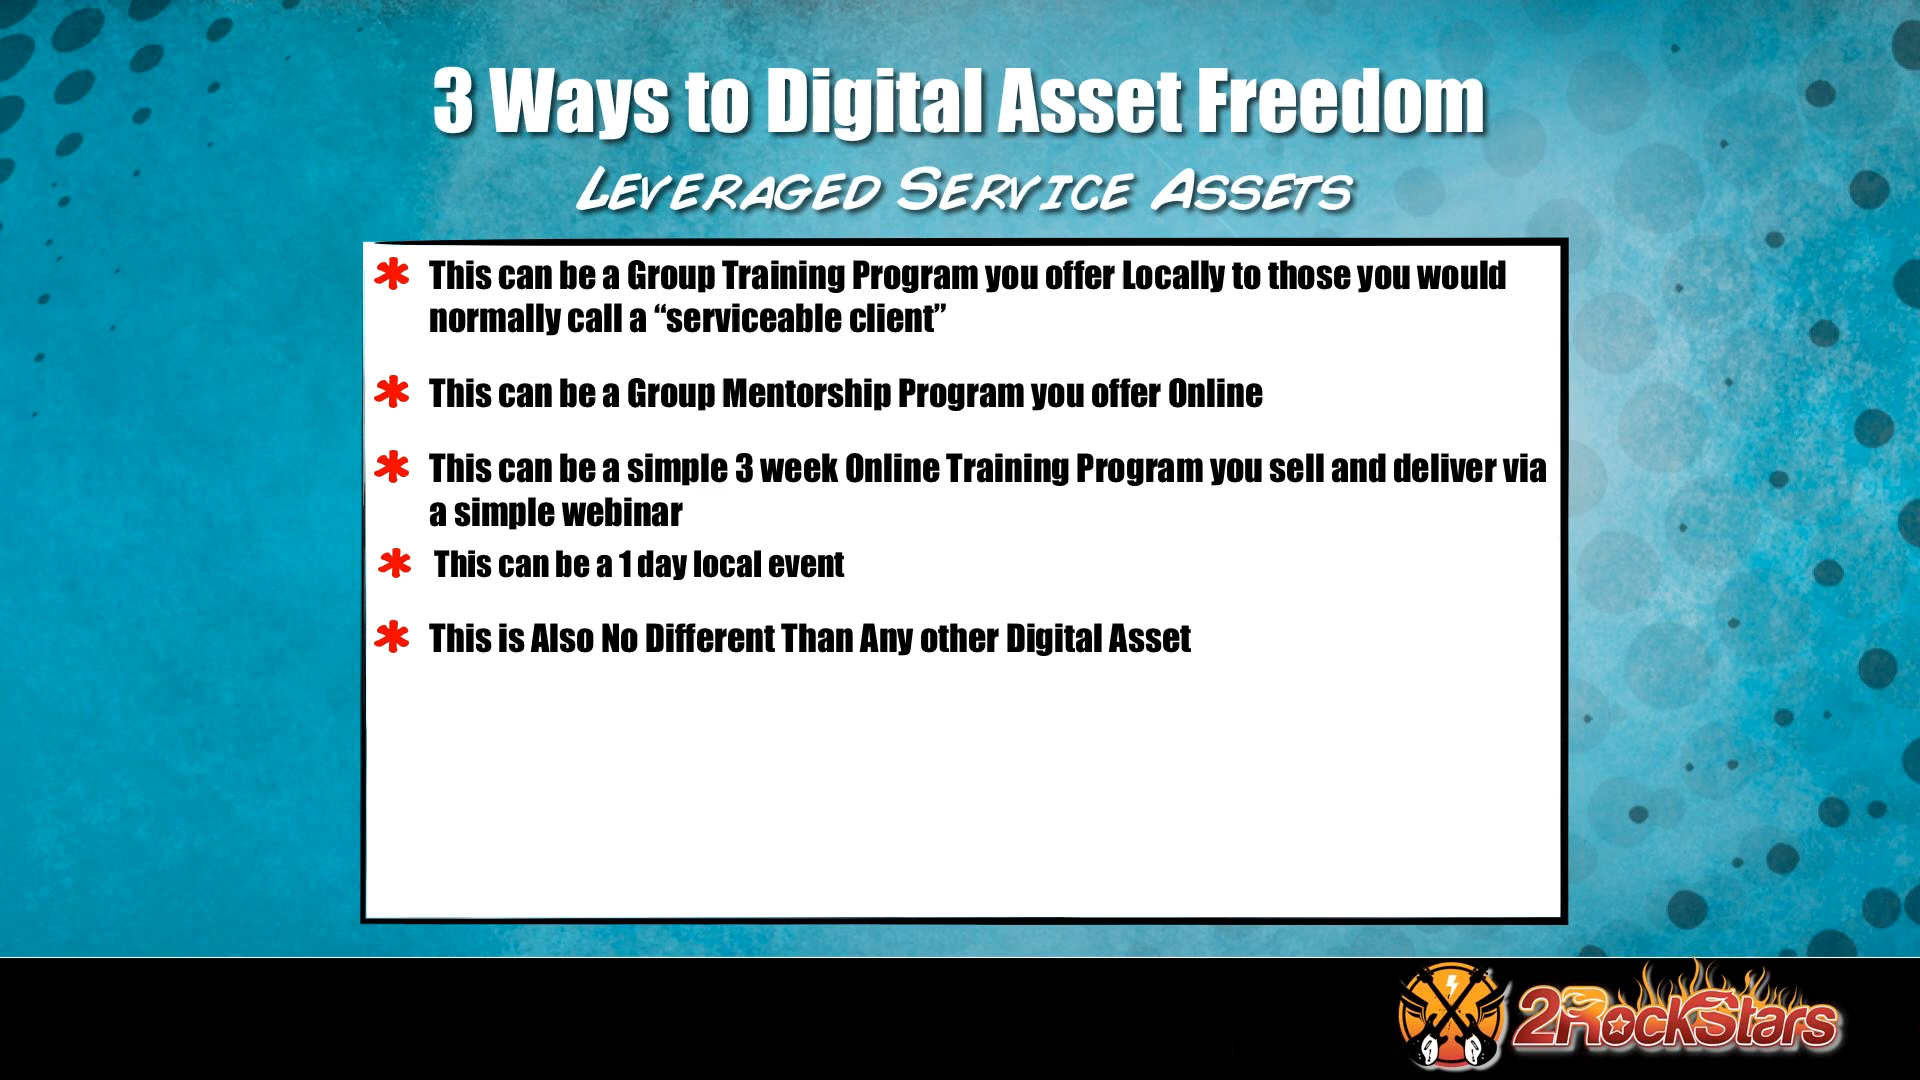 3 Ways to Digital Asset Freedom
Leveraged Service Assets
* This can be a Group Training Program you offer Locally to those you would
normally call a “serviceable client”
* This can be a Group Mentorship Program you offer Online
* This can be a simple 3 week Online Training Program you sell and deliver via
a simple webinar
* This can be a 1 day local event
* This is Also No Different Than Any other Digital Asset
2RockStars